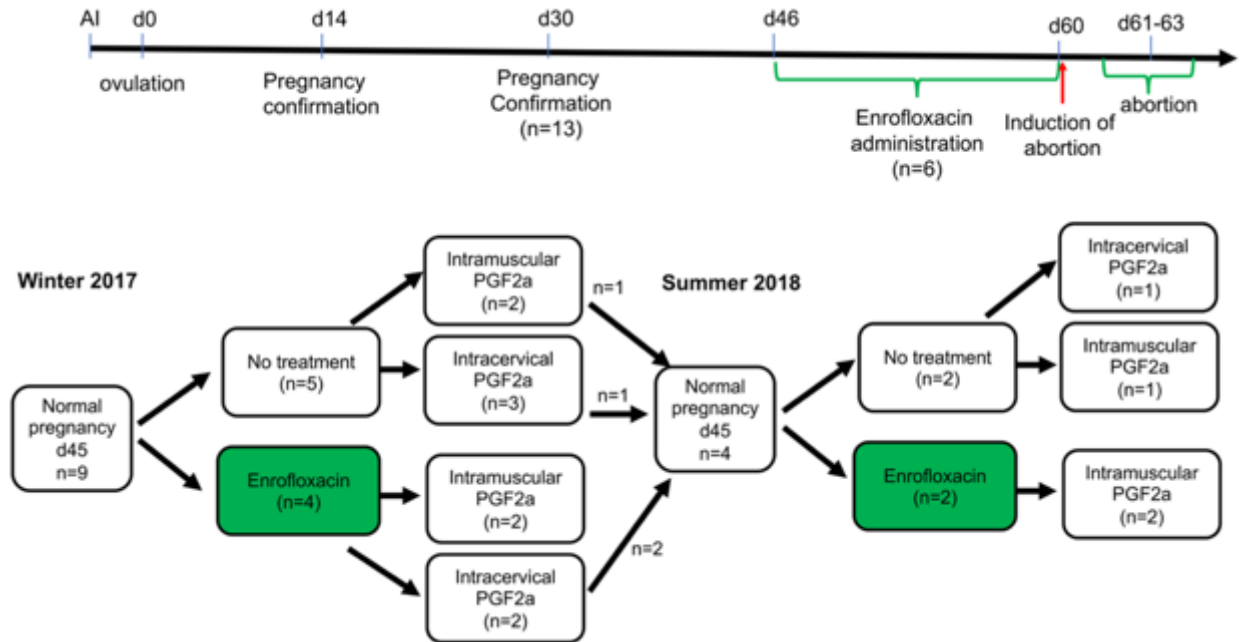 AI d0 d14 d30 d46 d60 d61-63
ovulation
Pregnancy
confirmation
Pregnancy
Confirmation
(n=13)
Enrofloxacin
administration
(n=6)
Induction of
abortion
abortion
Winter 2017
Normal
pregnancy
d45
n=9
No treatment
(n=5)
Enrofloxacin
(n=4)
Intramuscular
PGF2a
(n=2)
Intracervical
PGF2a
(n=3)
Intramuscular
PGF2a
(n=2)
Intracervical
PGF2a
(n=2)
n=1
n=1
n=2
Summer 2018
Normal
pregnancy
d45
n=4
No treatment
(n=2)
Enrofloxacin
(n=2)
Intracervical
PGF2a
(n=1)
Intramuscular
PGF2a
(n=1)
Intramuscular
PGF2a
(n=2)